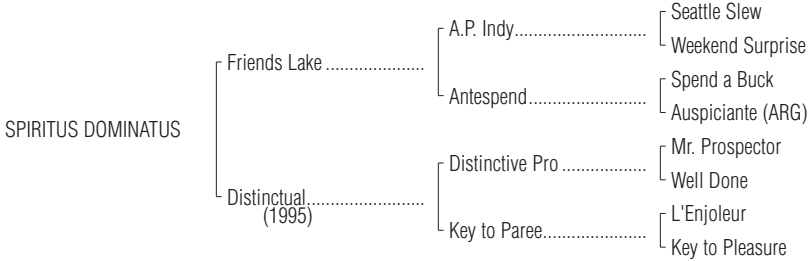 Seattle Slew
A.P. Indy..............................
Weekend Surprise
Friends Lake .....................
Spend a Buck
Antespend...........................
Auspiciante (ARG)
SPIRITUS DOMINATUS
Mr. Prospector
Distinctive Pro ....................
Well Done
Distinctual...........................
(1995)
L'Enjoleur
Key to Paree........................
Key to Pleasure